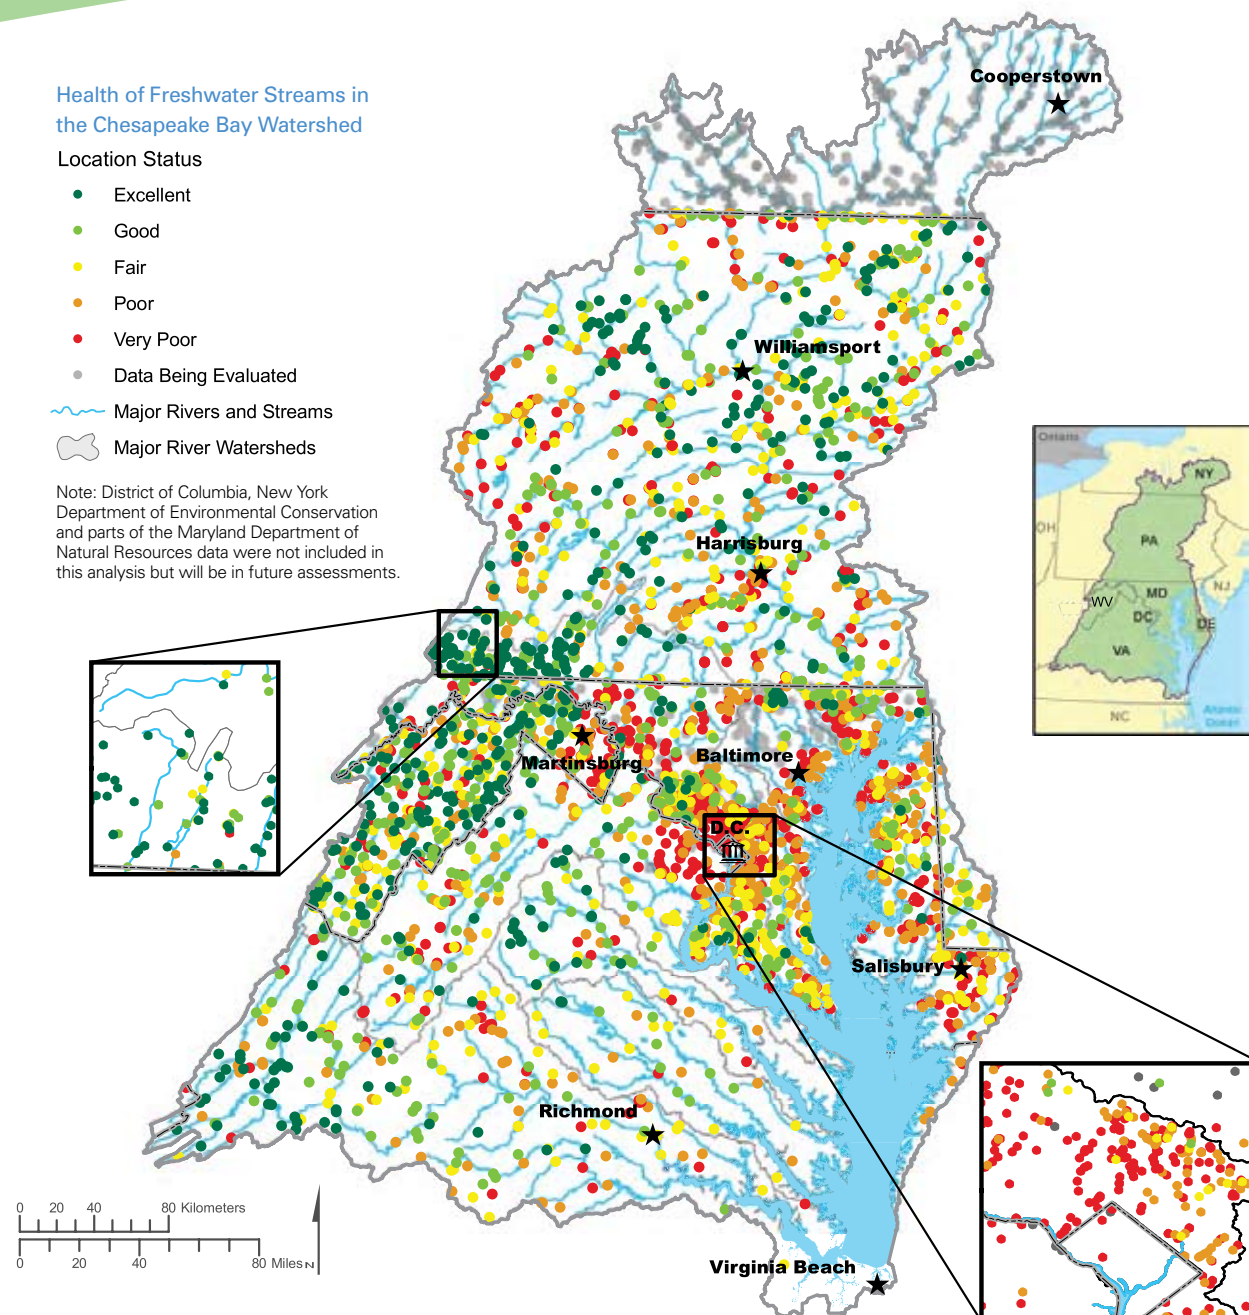 Health of Freshwater Streams in
the Chesapeake Bay Watershed
Location Status
Excellent
Good
Fair
Poor
Very Poor
Data Being Evaluated
Major Rivers and Streams
Major River Watersheds
Note: District of Columbia, New York
Department of Environmental Conservation
and parts of the Maryland Department of
Natural Resources data were not included in
this analysis but will be in future assessments.
Cooperstown
Williamsport
Harrisburg
Martinsburg
Baltimore
D.C.
Salisbury
Richmond
Virginia Beach
Ontario
NY
OH
PA
NJ
MD
WV
DC
DE
VA
NC
Atlantic
Ocean
0 20 40 80 Kilometers
0 20 40 80 Miles
N